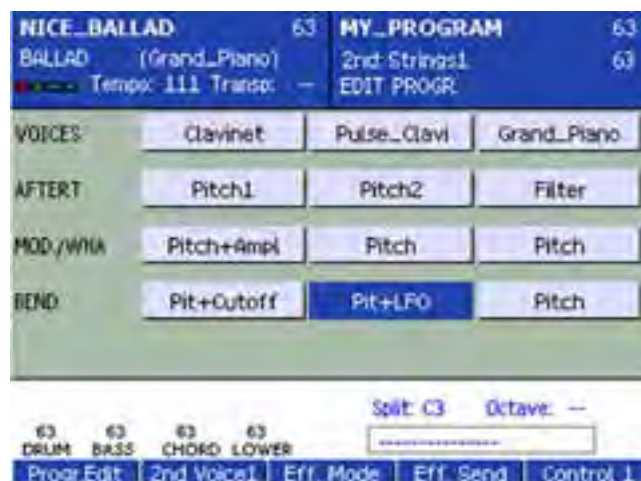 NICE_BALLAD 63 MY_PROGRAM 63
BALLAD (Grand_Piano) 2nd Strings1 63
Tempo: 111 Transp: -- EDIT PROGR.
VOICES Clavinet Pulse_Clavi Grand_Piano
AFTERT Pitch1 Pitch2 Filter
MOD/WHA Pitch+Ampl Pitch Pitch
BEND Pit+Cutoff Pit+LFO Pitch
Split: C3 Octave: --
63 63 63 63
DRUM BASS CHORD LOWER ---------------
Progr.Edit 2nd Voice1 Eff. Mode Eff. Send Control 1